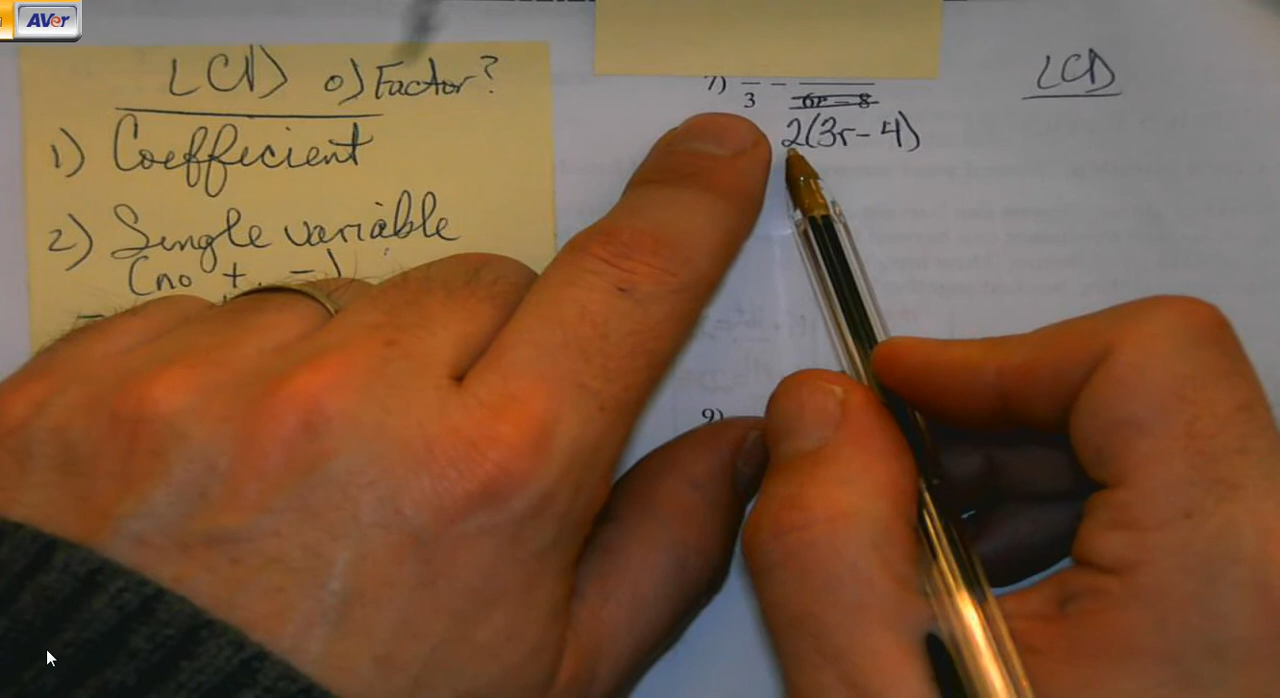 AVer
LCD 0) Factor?
1) Coefficient
2) Single variable
(no +, -)
7) 3 -
6r - 8
2(3r - 4)
9)
LCD